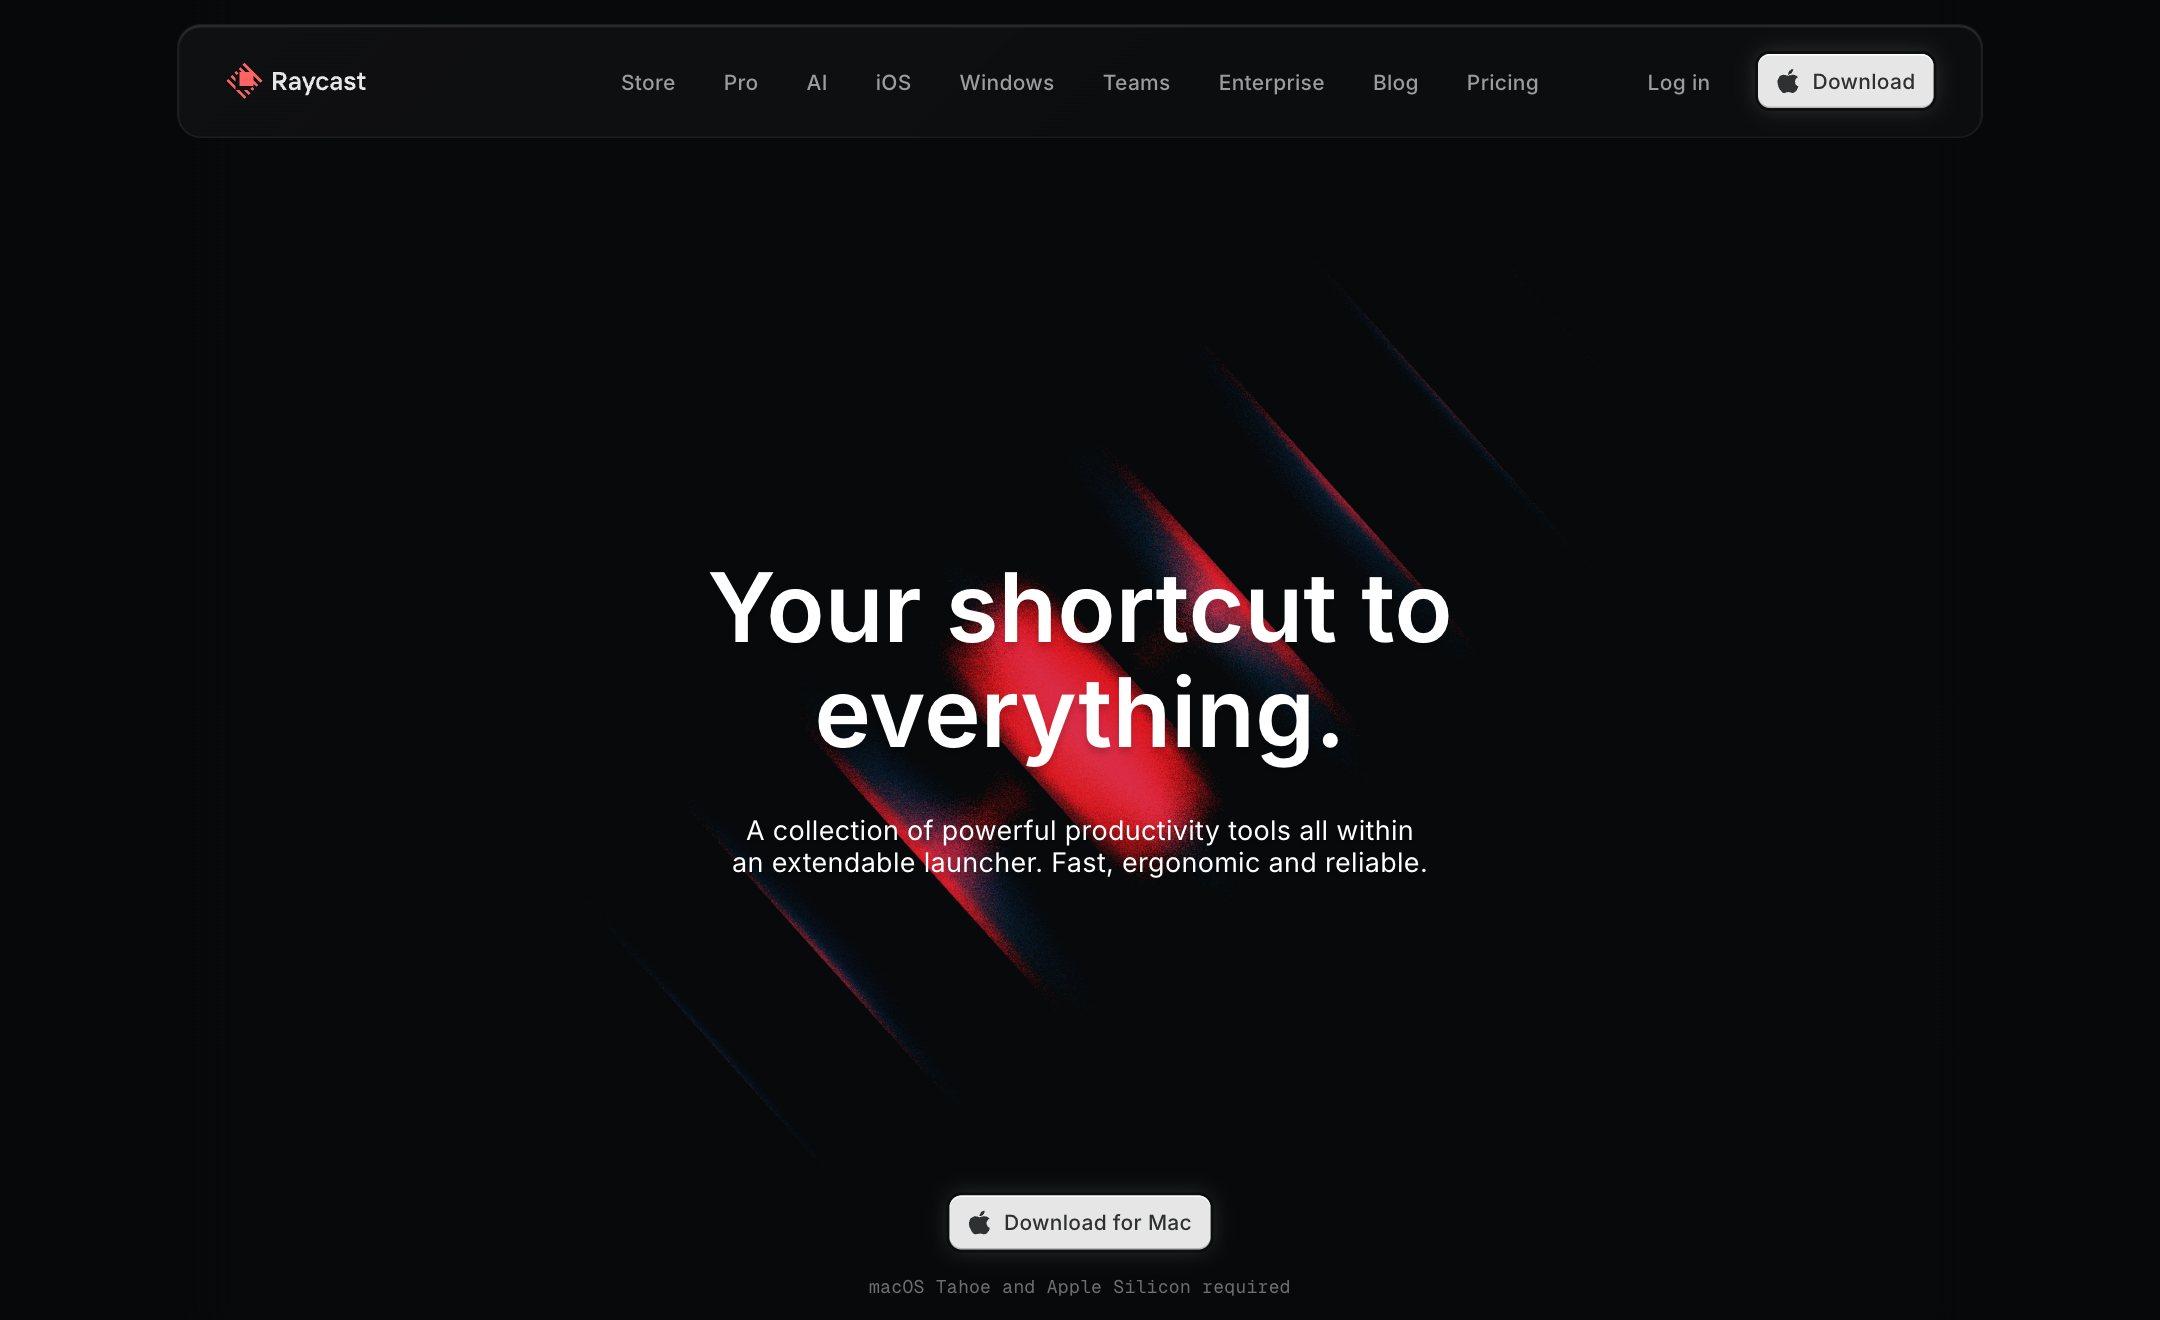 Raycast
Store
Pro
AI
iOS
Windows
Teams
Enterprise
Blog
Pricing
Log in
Download
Your shortcut to
everything.
A collection of powerful productivity tools all within
an extendable launcher. Fast, ergonomic and reliable.
Download for Mac
macOS Tahoe and Apple Silicon required